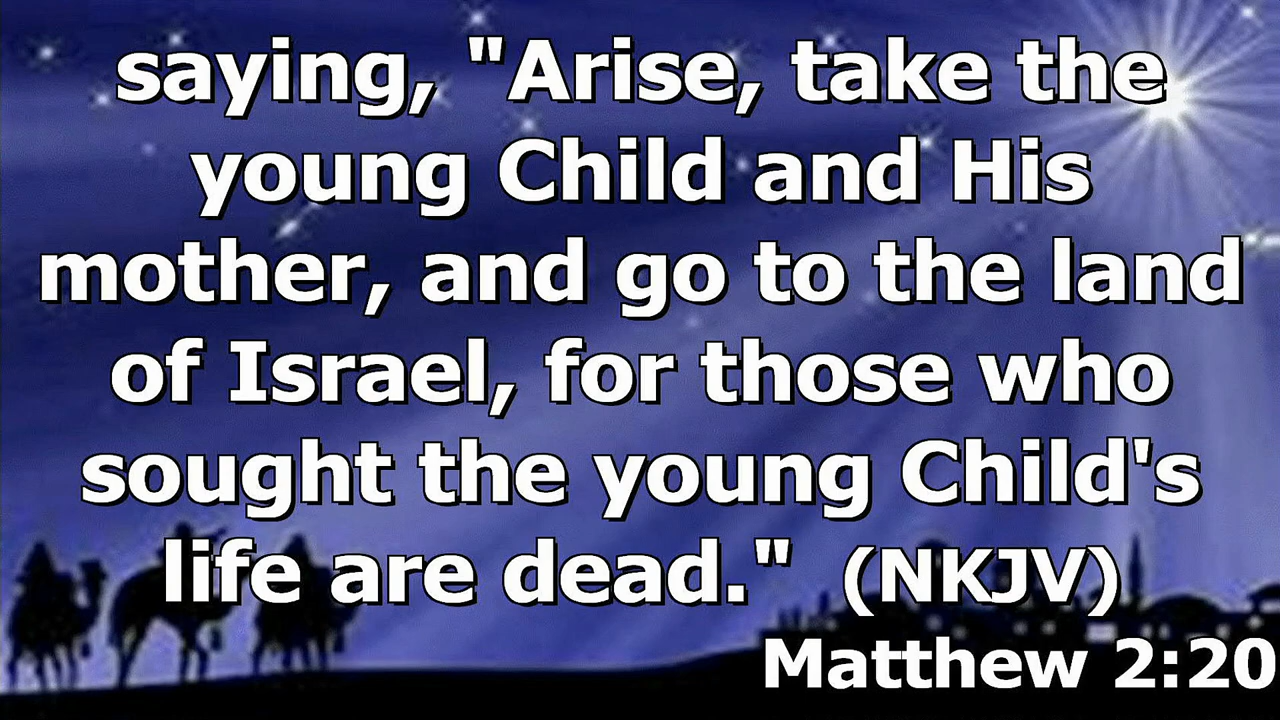 saying, "Arise, take the
young Child and His
mother, and go to the land
of Israel, for those who
sought the young Child's
life are dead." (NKJV)
Matthew 2:20